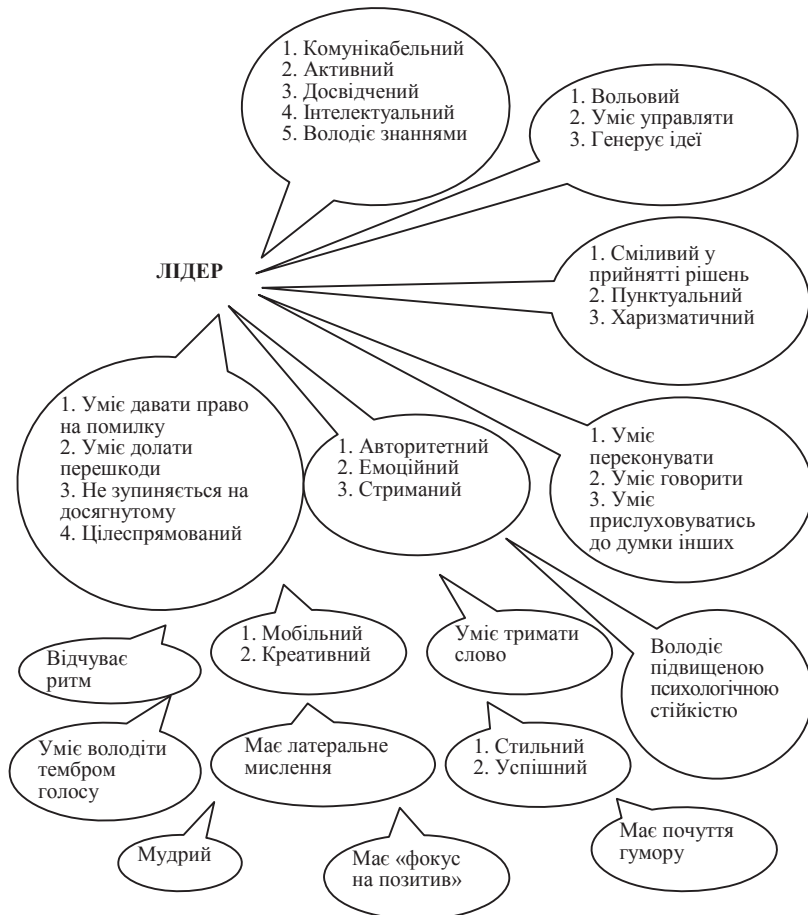 1. Комунікабельний
2. Активний
3. Досвідчений
4. Інтелектуальний
5. Володіє знаннями
1. Вольовий
2. Уміє управляти
3. Генерує ідеї
ЛІДЕР
1. Сміливий у
прийнятті рішень
2. Пунктуальний
3. Харизматичний
1. Уміє давати право
на помилку
2. Уміє долати
перешкоди
3. Не зупиняється на
досягнутому
4. Цілеспрямований
1. Авторитетний
2. Емоційний
3. Стриманий
1. Уміє
переконувати
2. Уміє говорити
3. Уміє
прислуховуватись
до думки інших
Відчуває
ритм
1. Мобільний
2. Креативний
Уміє тримати
слово
Володіє
підвищеною
психологічною
стійкістю
Уміє володіти
тембром
голосу
Має латеральне
мислення
1. Стильний
2. Успішний
Мудрий
Має «фокус
на позитив»
Має почуття
гумору